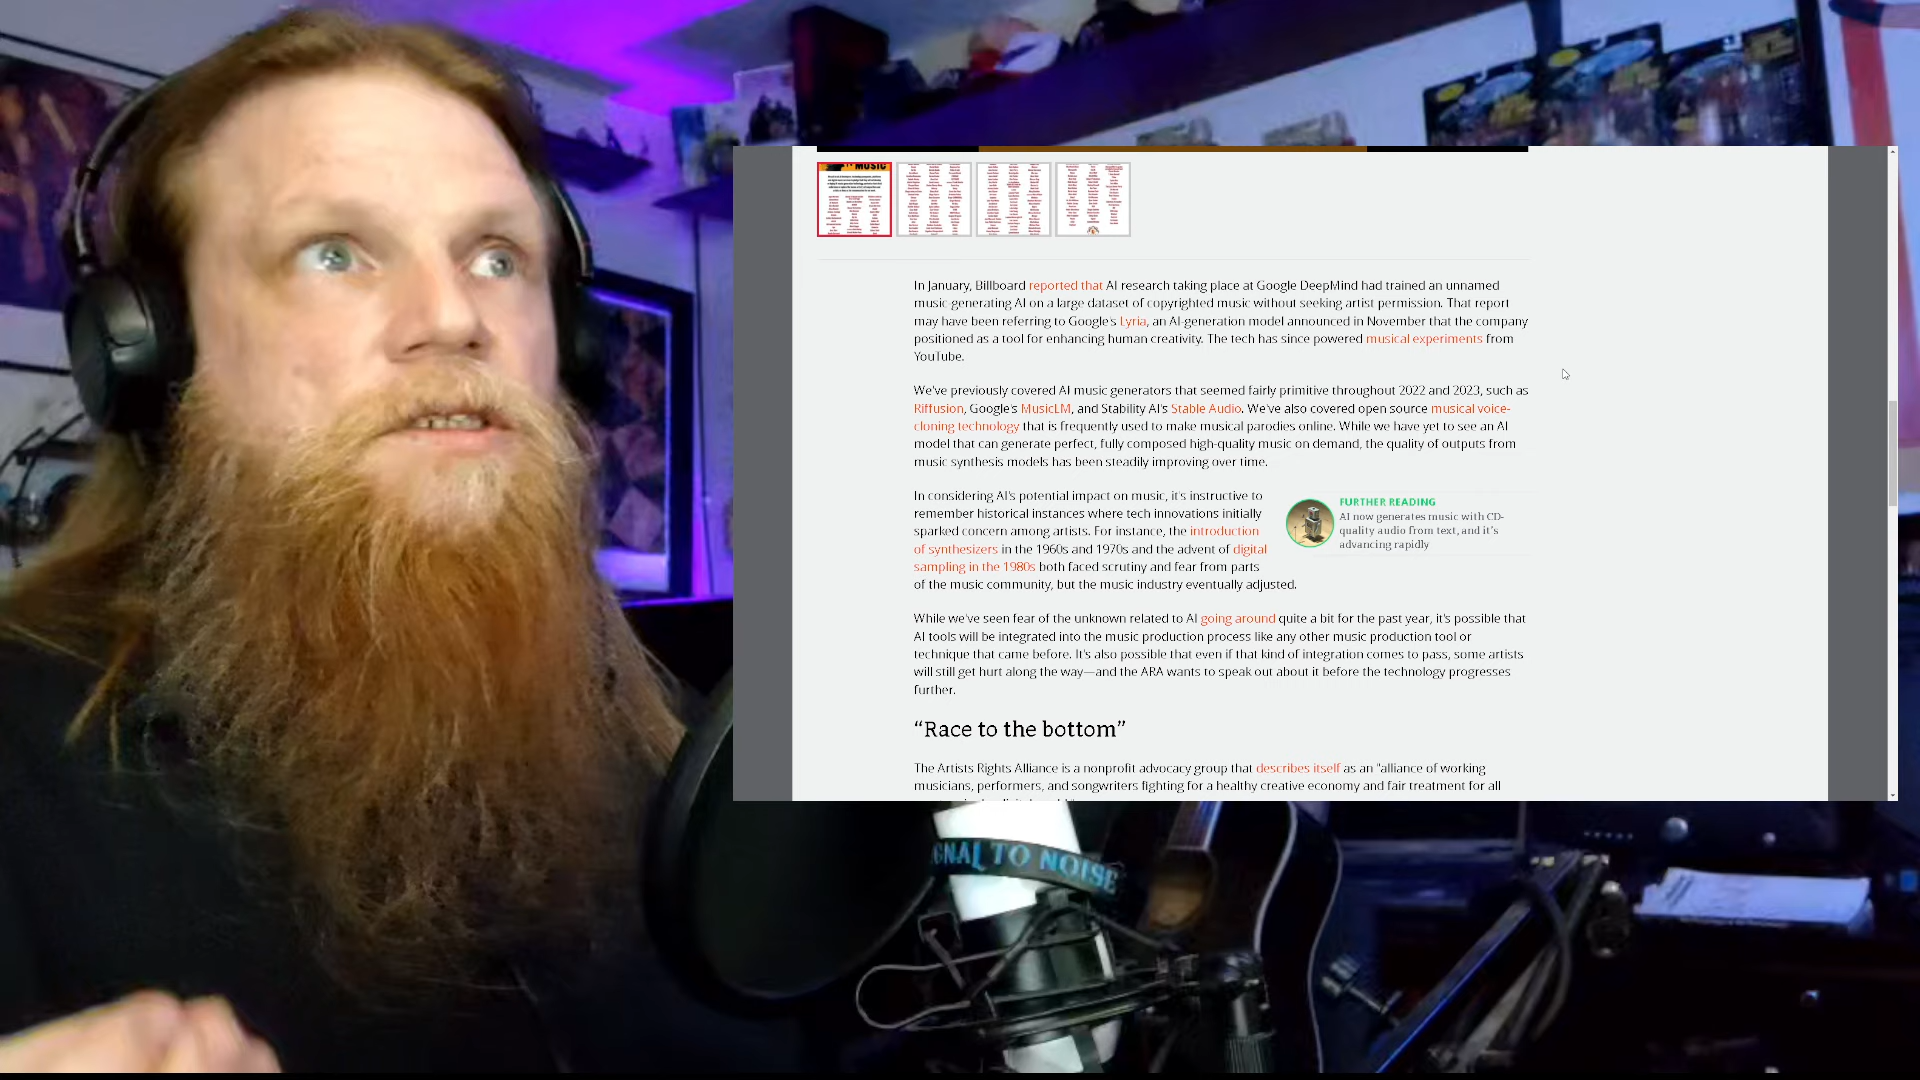 MUSIC
In January, Billboard reported that AI research taking place at Google DeepMind had trained an unnamed
music-generating AI on a large dataset of copyrighted music without seeking artist permission. That report
may have been referring to Google's Lyria, an AI-generation model announced in November that the company
positioned as a tool for enhancing human creativity. The tech has since powered musical experiments from
YouTube.
We've previously covered AI music generators that seemed fairly primitive throughout 2022 and 2023, such as
Riffusion, Google's MusicLM, and Stability AI's Stable Audio. We've also covered open source musical voice-
cloning technology that is frequently used to make musical parodies online. While we have yet to see an AI
model that can generate perfect, fully composed high-quality music on demand, the quality of outputs from
music synthesis models has been steadily improving over time.
In considering AI's potential impact on music, it's instructive to
remember historical instances where tech innovations initially
sparked concern among artists. For instance, the introduction
of synthesizers in the 1960s and 1970s and the advent of digital
sampling in the 1980s both faced scrutiny and fear from parts
of the music community, but the music industry eventually adjusted.
FURTHER READING
AI now generates music with CD-
quality audio from text, and it's
advancing rapidly
While we've seen fear of the unknown related to AI going around quite a bit for the past year, it's possible that
AI tools will be integrated into the music production process like any other music production tool or
technique that came before. It's also possible that even if that kind of integration comes to pass, some artists
will still get hurt along the way—and the ARA wants to speak out about it before the technology progresses
further.
“Race to the bottom”
The Artists Rights Alliance is a nonprofit advocacy group that describes itself as an "alliance of working
musicians, performers, and songwriters fighting for a healthy creative economy and fair treatment for all
GNAL TO NOISE